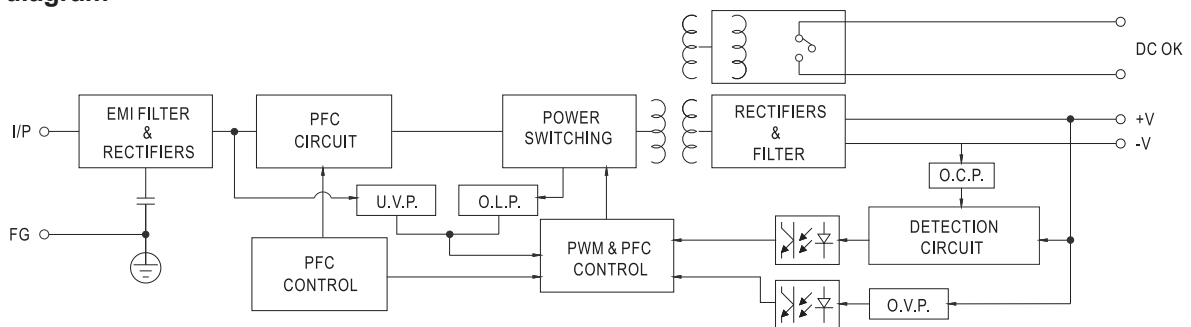 diagram
DC OK
I/P
EMI FILTER
&
RECTIFIERS
PFC
CIRCUIT
POWER
SWITCHING
RECTIFIERS
&
FILTER
+V
-V
O.C.P.
U.V.P.
O.L.P.
FG
PFC
CONTROL
PWM & PFC
CONTROL
DETECTION
CIRCUIT
O.V.P.